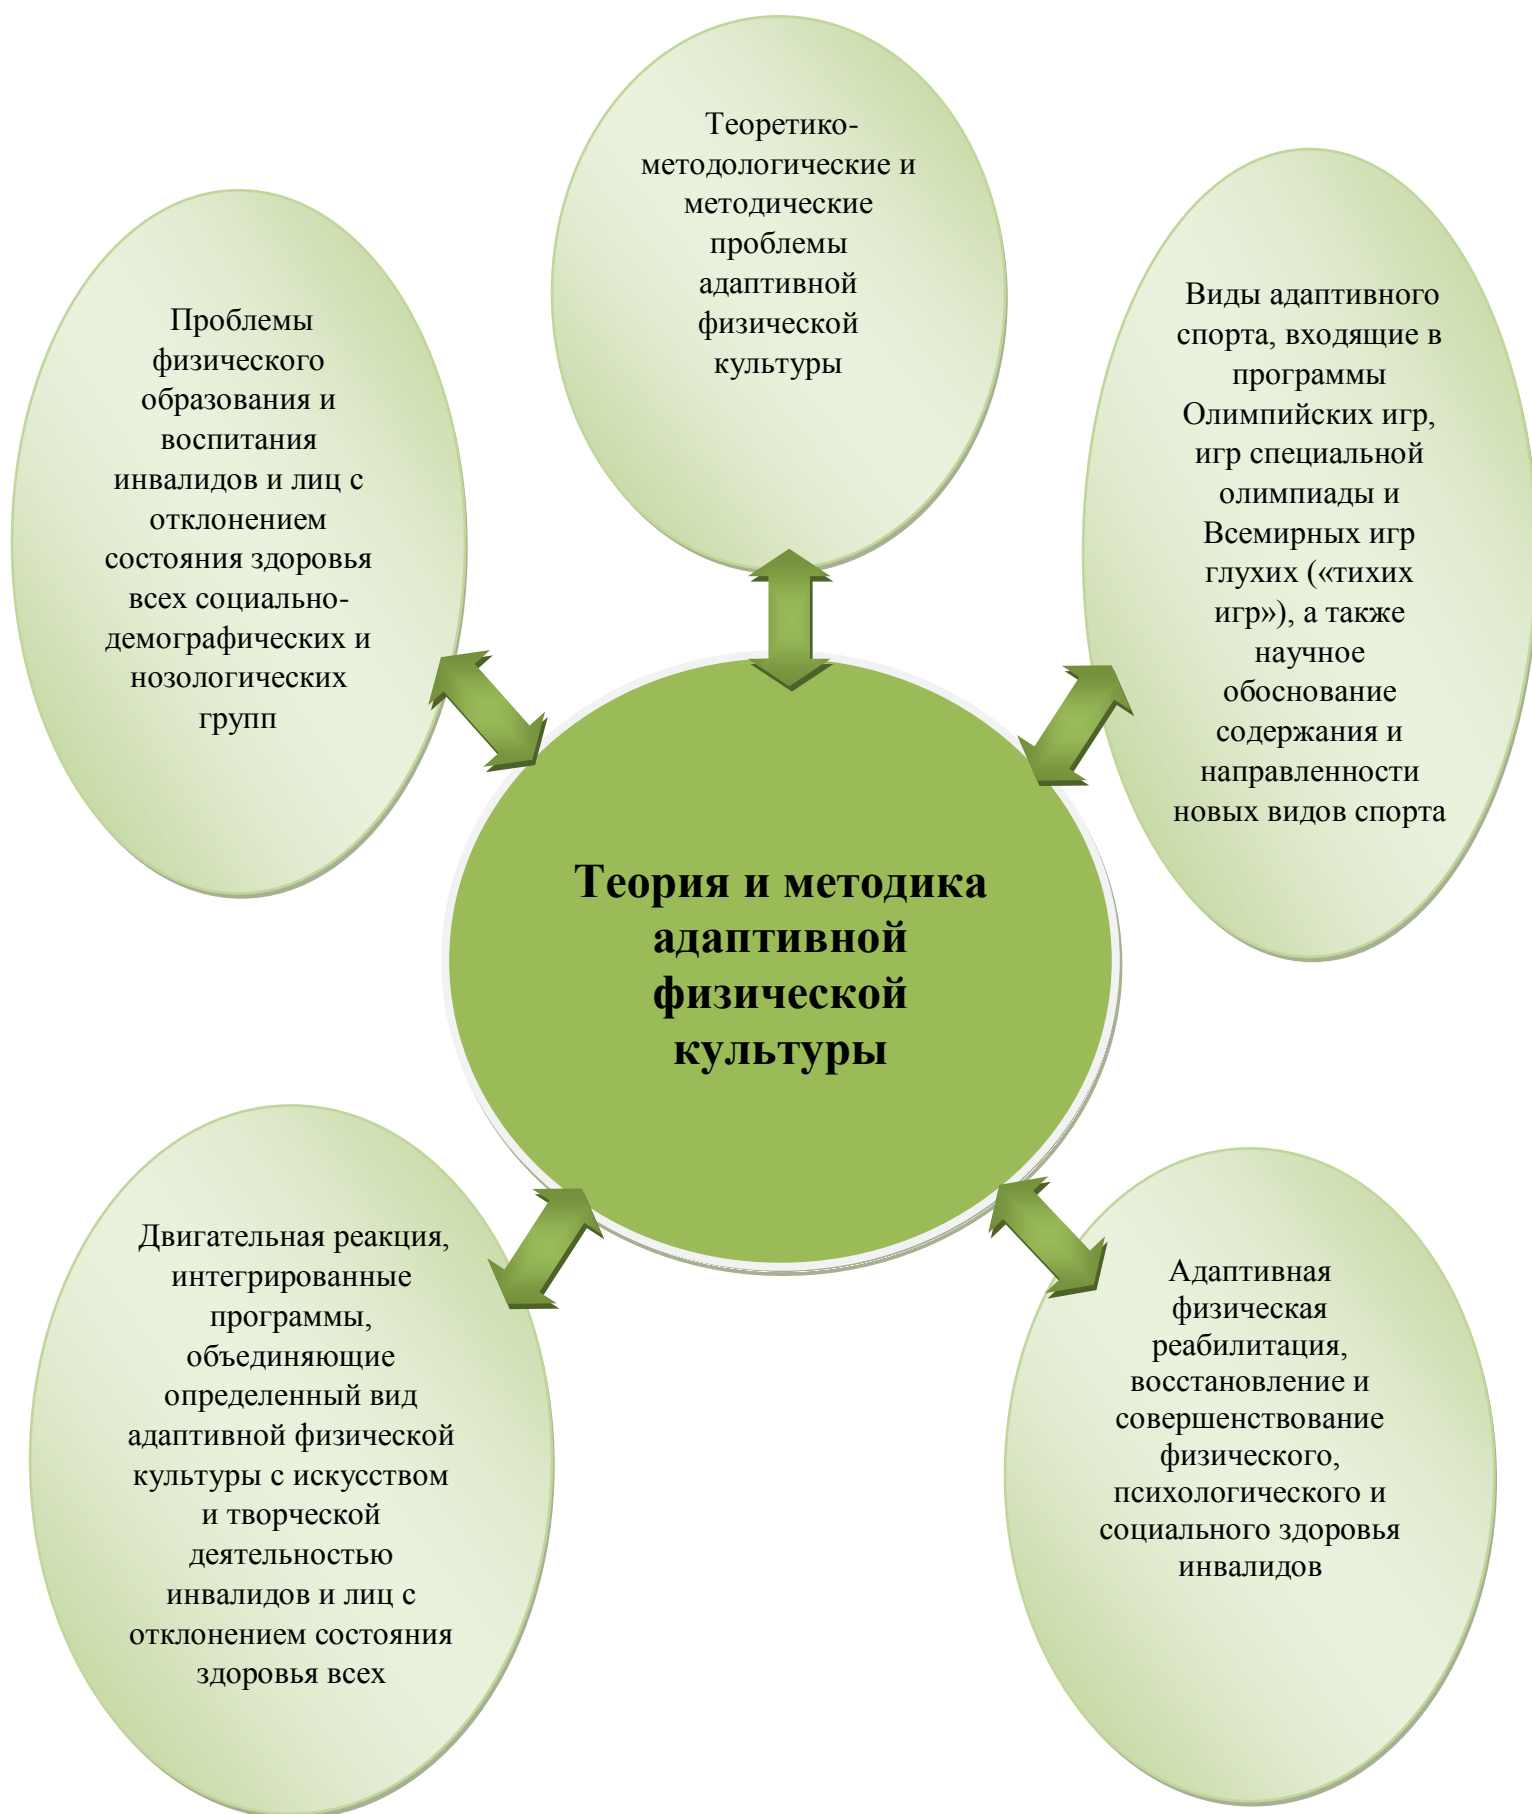 Теоретико-
методологические и
методические
проблемы
адаптивной
физической
культуры
Проблемы
физического
образования и
воспитания
инвалидов и лиц с
отклонением
состояния здоровья
всех социально-
демографических и
нозологических
групп
Виды адаптивного
спорта, входящие в
программы
Олимпийских игр,
игр специальной
олимпиады и
Всемирных игр
глухих («тихих
игр»), а также
научное
обоснование
содержания и
направленности
новых видов спорта
Теория и методика
адаптивной
физической
культуры
Двигательная реакция,
интегрированные
программы,
объединяющие
определенный вид
адаптивной физической
культуры с искусством
и творческой
деятельностью
инвалидов и лиц с
отклонением состояния
здоровья всех
Адаптивная
физическая
реабилитация,
восстановление и
совершенствование
физического,
психологического и
социального здоровья
инвалидов